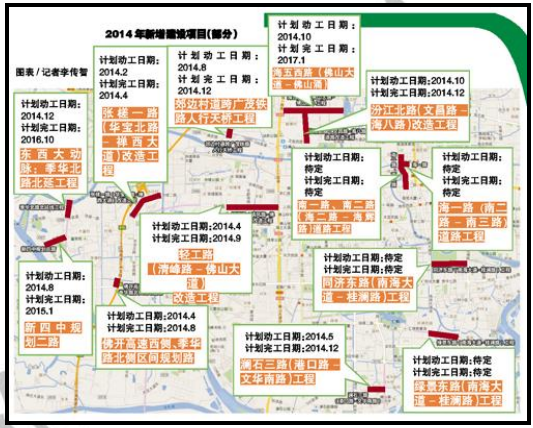 2014年新增建设项目(部分)
图表/记者李传智
计划动工日期:
2014.2
计划完工日期:
2014.4
张槎一路
(华宝北路
－禅西大
道)改造工
程
计划动工日期:
2014.8
计划完工日期:
2014.12
郊边村道跨广茂铁
路人行天桥工程
计划动工日期:
2014.10
计划完工日期:
2017.1
海五西路(佛山大
道－佛山涌)
计划动工日期:2014.10
计划完工日期:2014.12
汾江北路(文昌路－
海八路)改造工程
计划动工日期:
2014.12
计划完工日期:
2016.10
东西大动
脉:季华北
路北延工程
计划动工日期:
待定
计划完工日期:
待定
南一路、南二路
(海二路－海辉
路)道路工程
计划动工日期:
待定
计划完工日期:
待定
海一路(南二
路－南三路)
道路工程
计划动工日期:2014.4
计划完工日期:2014.9
轻工路
(清峰路－佛山大
道)
改造工程
计划动工日期:待定
计划完工日期:待定
同济东路(南海大
道－桂澜路)工程
计划动工日期:
2014.8
计划完工日期:
2015.1
新四中规
划二路
计划动工日期:2014.4
计划完工日期:2014.8
佛开高速西侧、季华
路北侧区间规划路
计划动工日期:2014.5
计划完工日期:2014.12
澜石三路(港口路－
文华南路)工程
计划动工日期:待定
计划完工日期:待定
绿景东路(南海大
道－桂澜路)工程